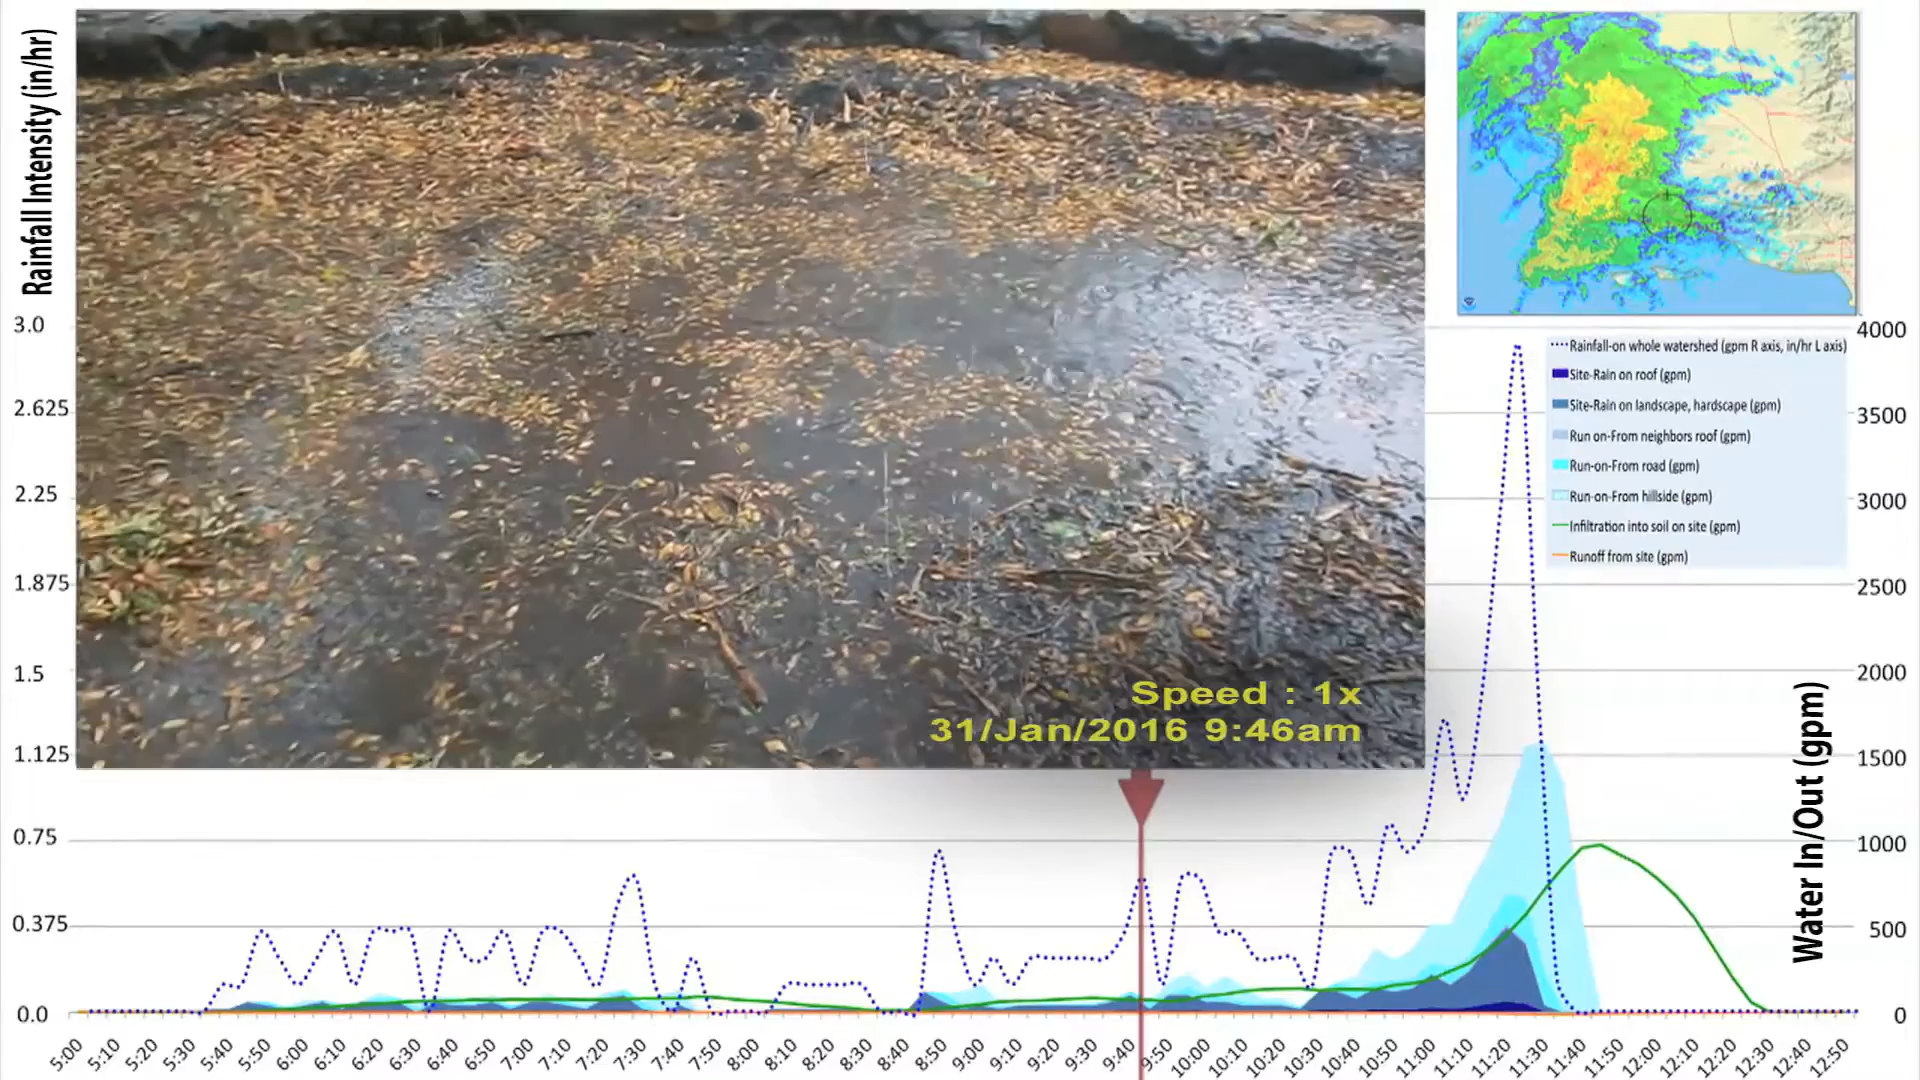 Rainfall Intensity (in/hr)
3.0
2.625
2.25
1.875
1.5
1.125
0.75
0.375
0.0
Speed : 1x
31/Jan/2016 9:46am
Rainfall-on whole watershed (gpm R axis, in/hr L axis)
Site-Rain on roof (gpm)
Site-Rain on landscape, hardscape (gpm)
Run on-From neighbors roof (gpm)
Run-on-From road (gpm)
Run-on-From hillside (gpm)
Infiltration into soil on site (gpm)
Runoff from site (gpm)
4000
3500
3000
2500
2000
1500
1000
500
0
Water In/Out (gpm)
5:00 5:10 5:20 5:30 5:40 5:50 6:00 6:10 6:20 6:30 6:40 6:50 7:00 7:10 7:20 7:30 7:40 7:50 8:00 8:10 8:20 8:30 8:40 8:50 9:00 9:10 9:20 9:30 9:40 9:50 10:00 10:10 10:20 10:30 10:40 10:50 11:00 11:10 11:20 11:30 11:40 11:50 12:00 12:10 12:20 12:30 12:40 12:50